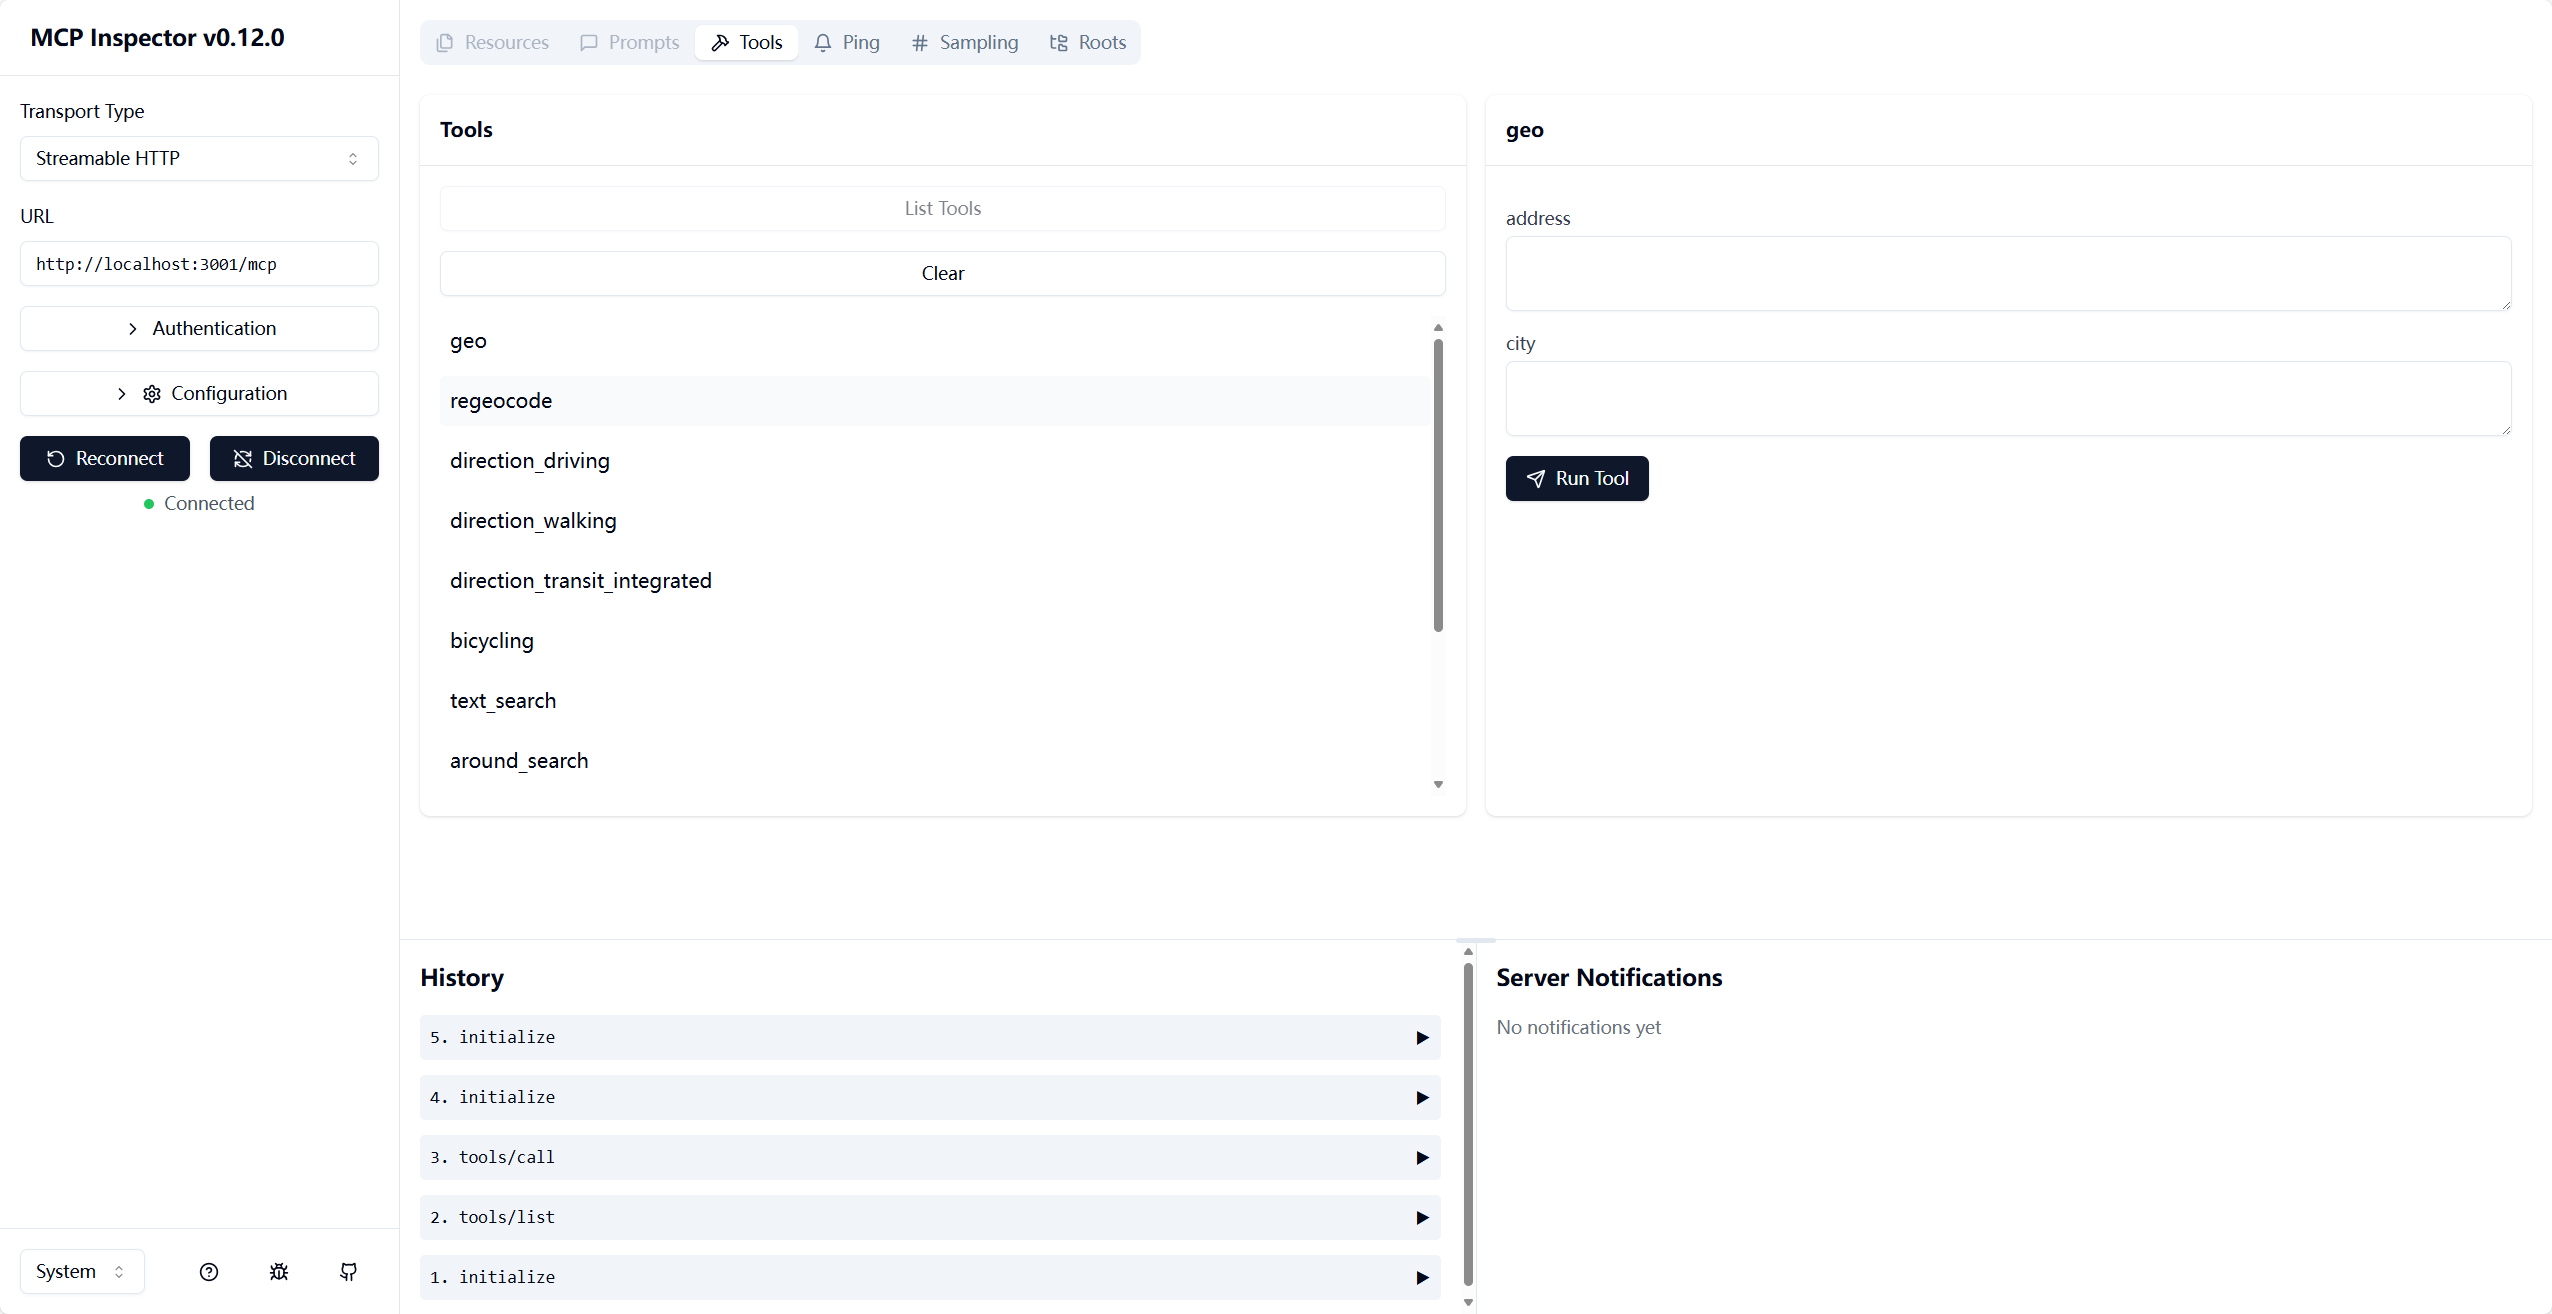 MCP Inspector v0.12.0
Transport Type
Streamable HTTP
URL
http://localhost:3001/mcp
Authentication
Configuration
Reconnect
Disconnect
Connected
System
Resources
Prompts
Tools
Ping
Sampling
Roots
Tools
List Tools
Clear
geo
regeocode
direction_driving
direction_walking
direction_transit_integrated
bicycling
text_search
around_search
geo
address
city
Run Tool
History
5. initialize
4. initialize
3. tools/call
2. tools/list
1. initialize
Server Notifications
No notifications yet